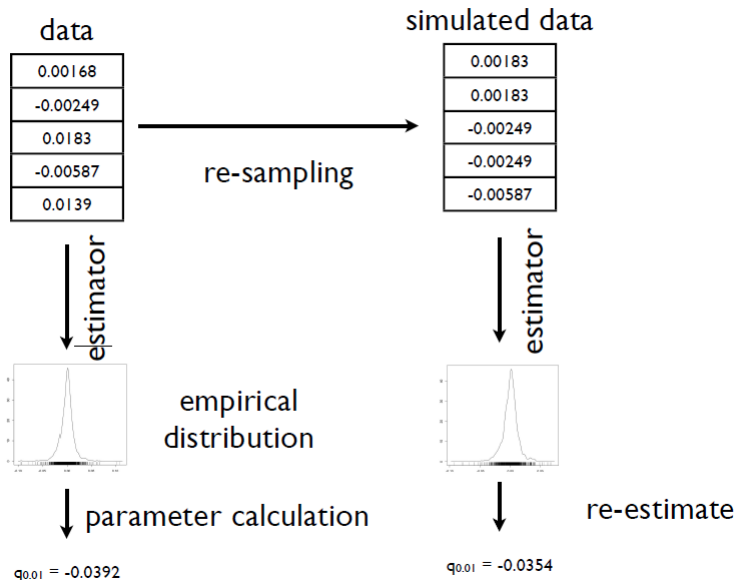 data
simulated data
0.00168
-0.00249
0.0183
-0.00587
0.0139
0.00183
0.00183
-0.00249
-0.00249
-0.00587
re-sampling
estimator
estimator
empirical
distribution
parameter calculation
re-estimate
q0.01 = -0.0392
q0.01 = -0.0354